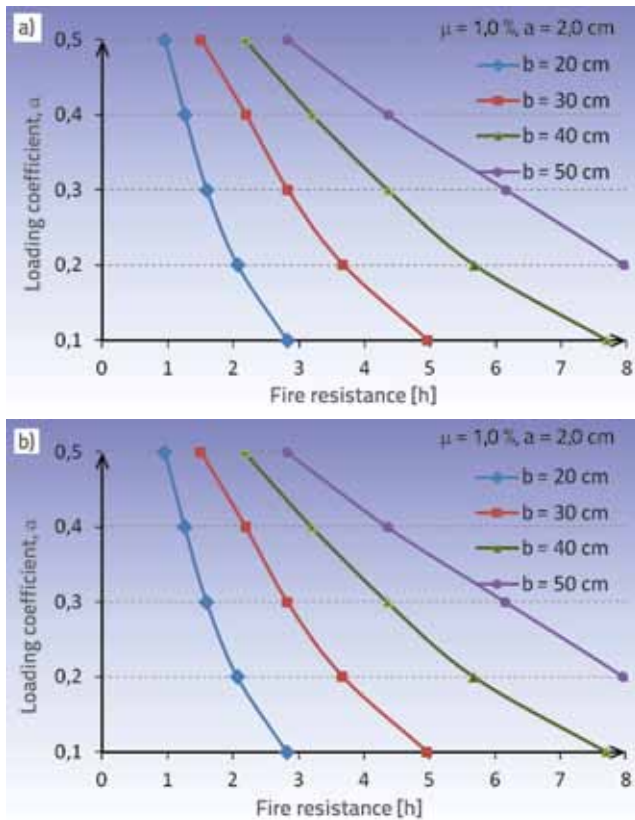 a)
μ = 1,0 %, a = 2,0 cm
b = 20 cm
b = 30 cm
b = 40 cm
b = 50 cm
Loading coefficient, α
0,5
0,4
0,3
0,2
0,1
0 1 2 3 4 5 6 7 8
Fire resistance [h]
b)
μ = 1,0 %, a = 2,0 cm
b = 20 cm
b = 30 cm
b = 40 cm
b = 50 cm
Loading coefficient, α
0,5
0,4
0,3
0,2
0,1
0 1 2 3 4 5 6 7 8
Fire resistance [h]